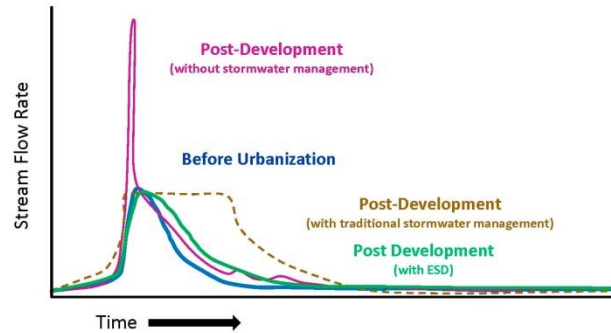 Post-Development
(without stormwater management)
Before Urbanization
Post-Development
(with traditional stormwater management)
Post Development
(with ESD)
Stream Flow Rate
Time